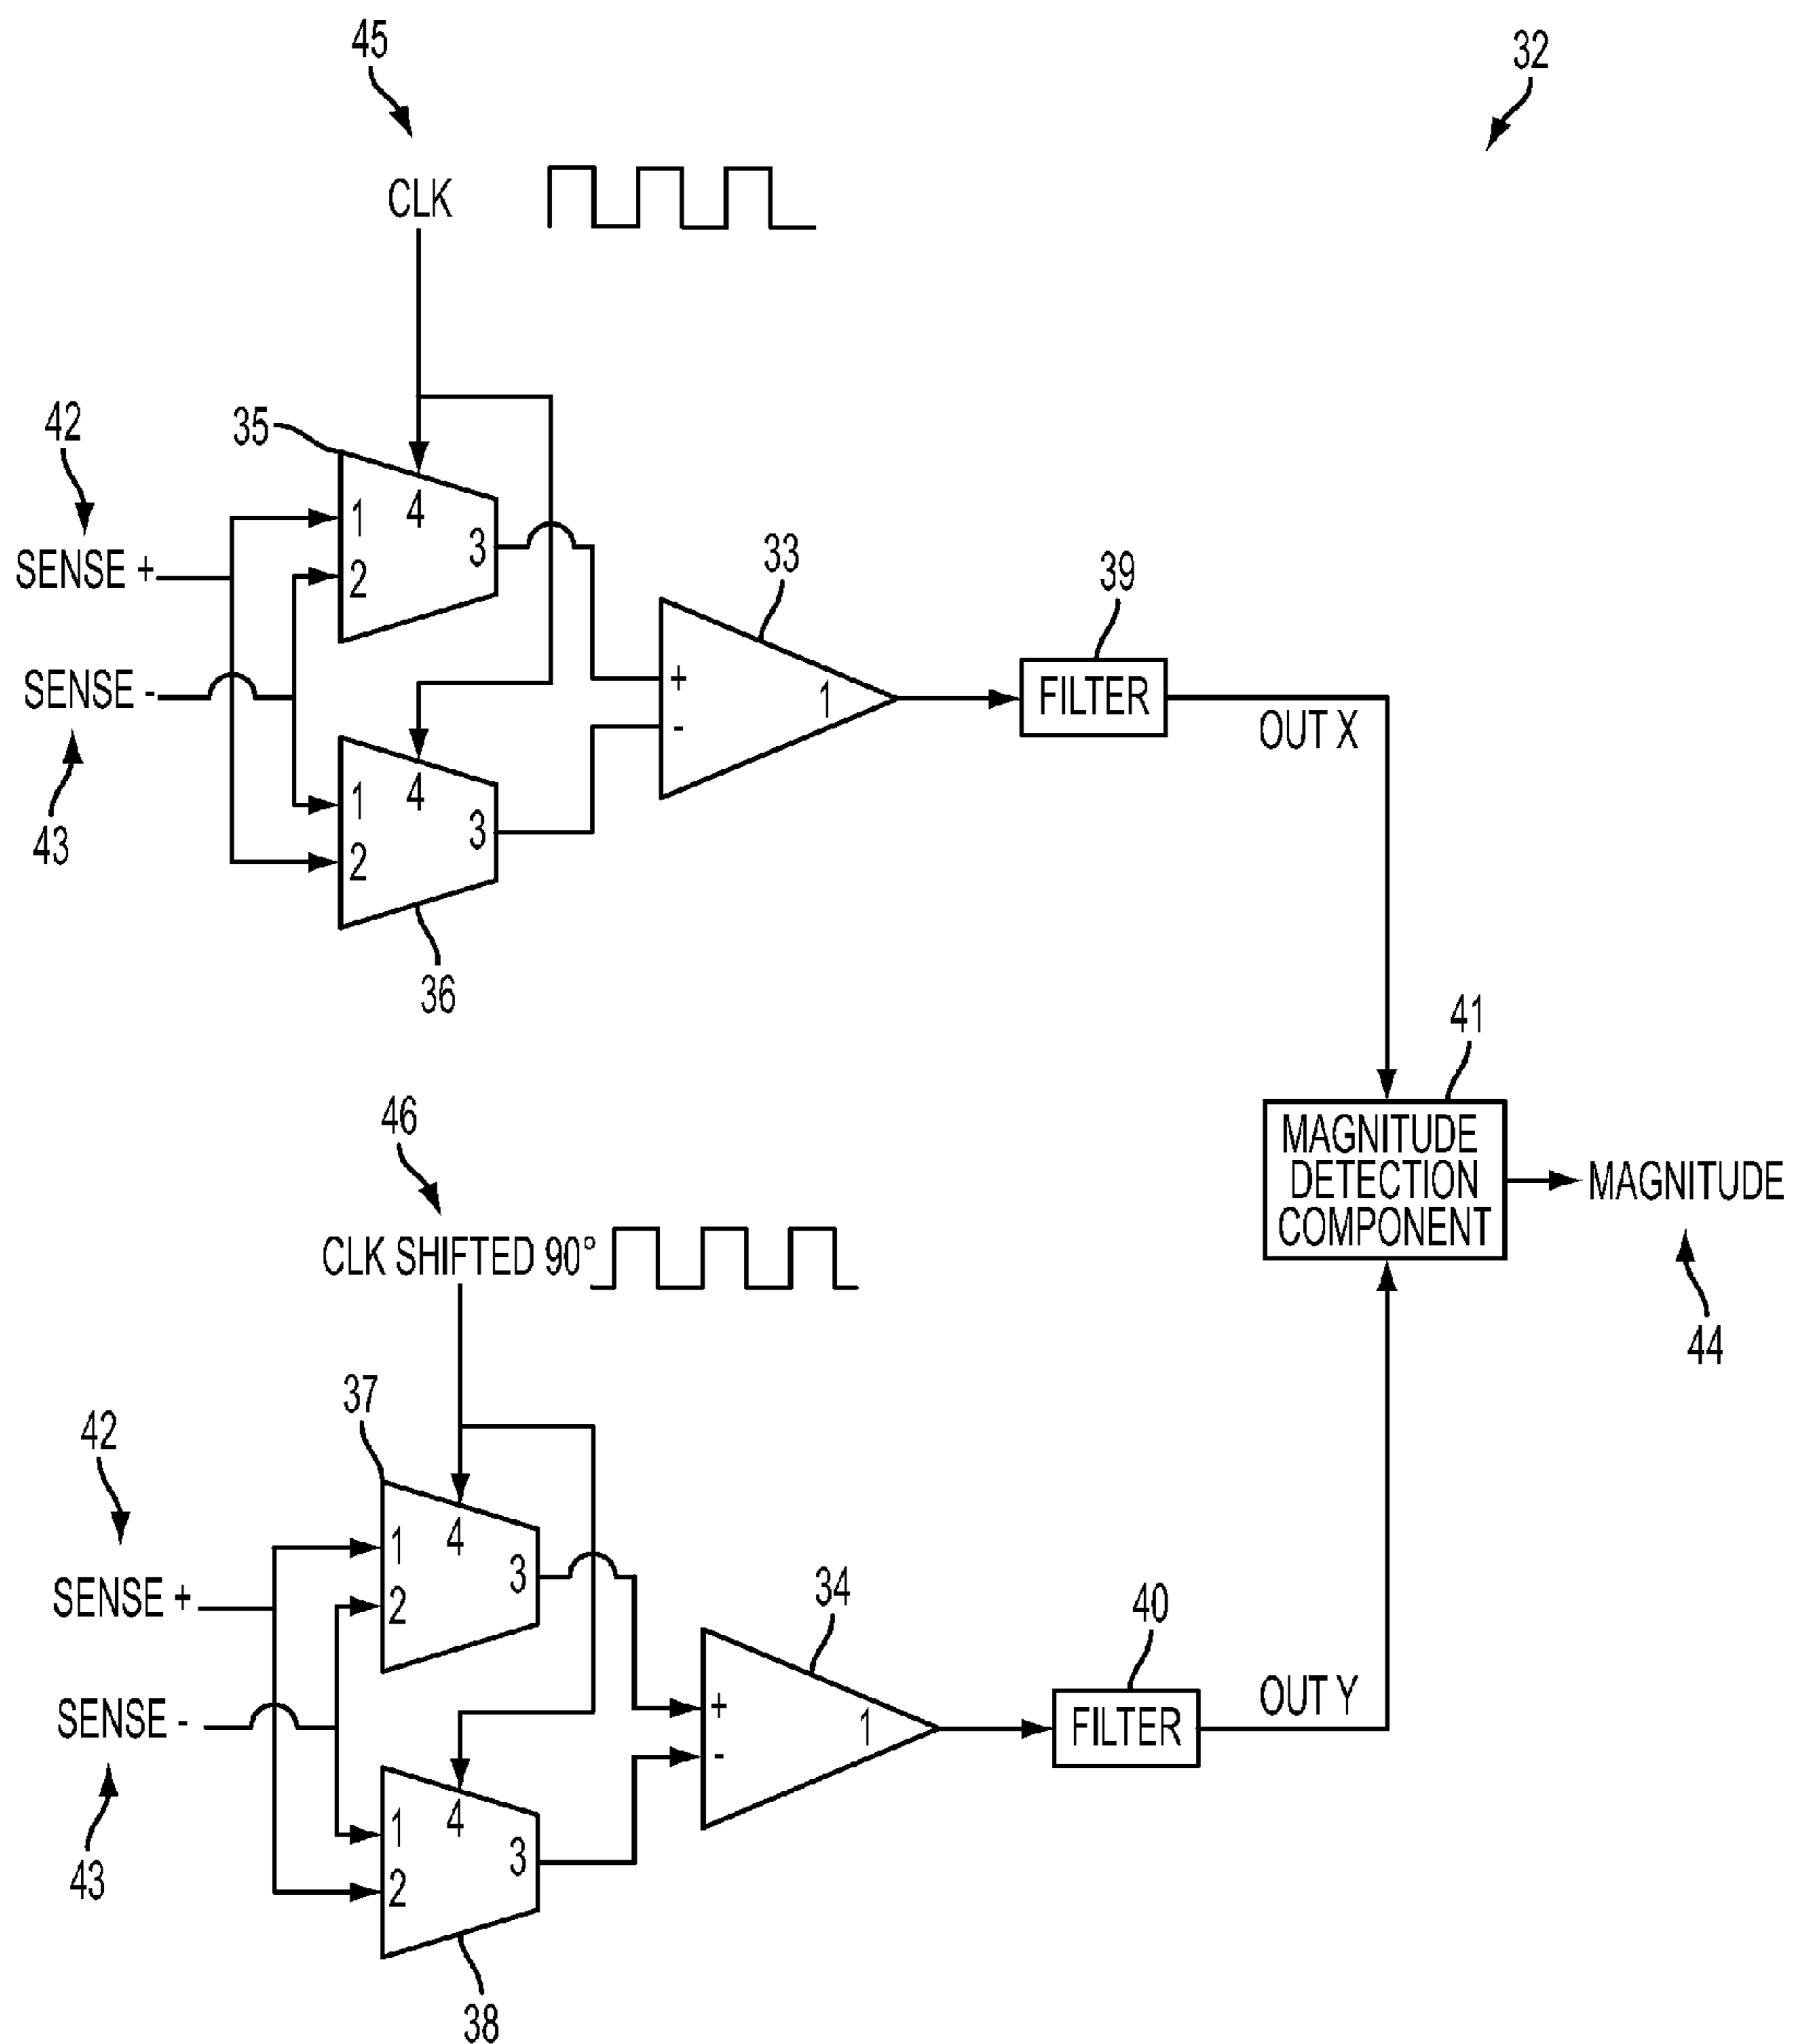 45
32
CLK
42
35
1
4
3
2
SENSE +
33
39
+
-
1
FILTER
OUT X
SENSE -
43
1
4
3
2
36
41
MAGNITUDE
DETECTION
COMPONENT
MAGNITUDE
44
46
CLK SHIFTED 90°
42
37
1
4
3
2
SENSE +
34
40
+
-
1
FILTER
OUT Y
SENSE -
43
1
4
3
2
38